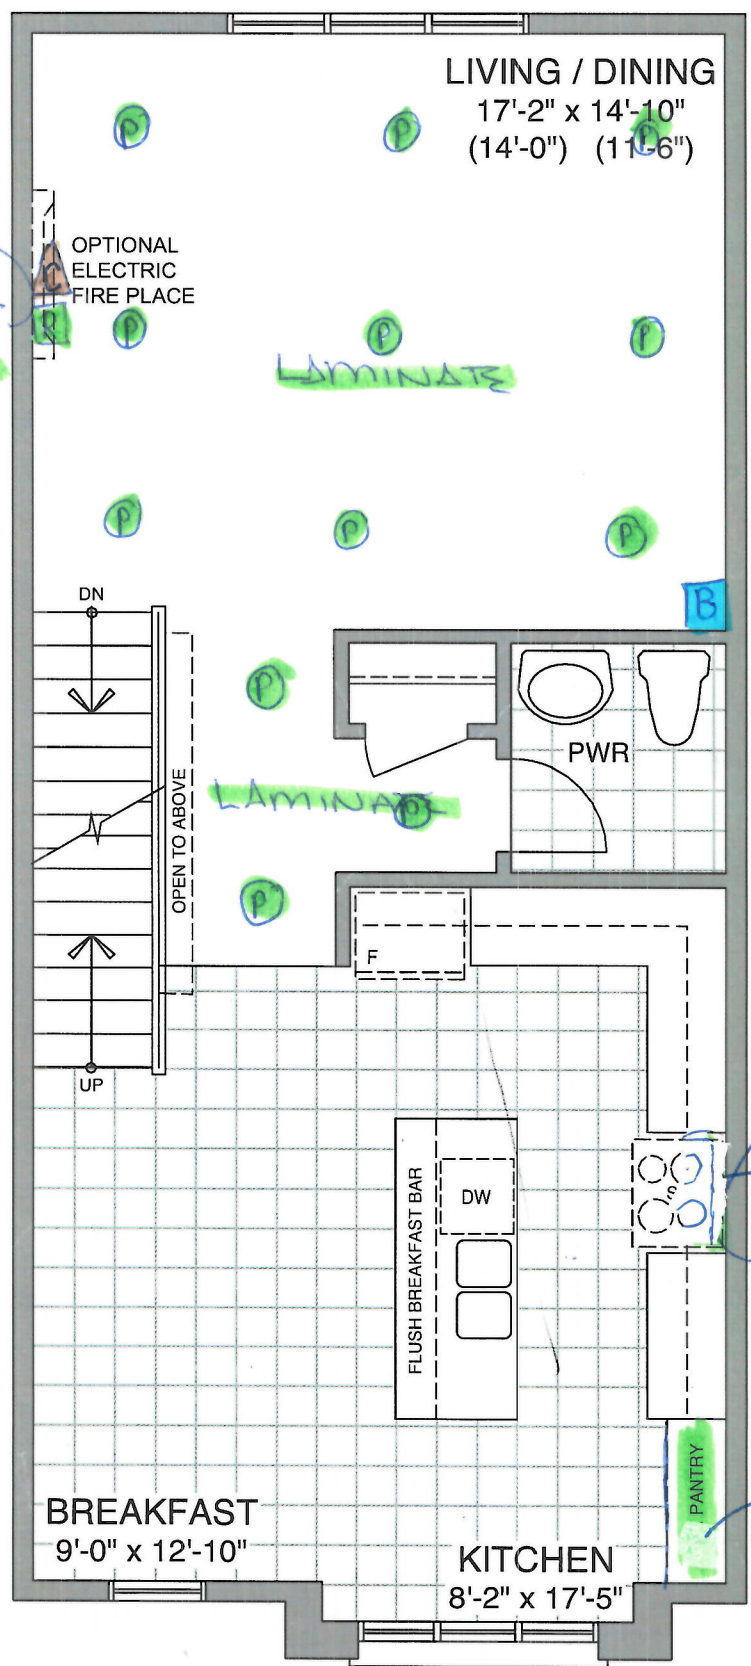 LIVING / DINING
17'-2" x 14'-10"
(14'-0") (11'-6")
P
P
P
OPTIONAL
ELECTRIC
FIRE PLACE
C
P
P
P
LAMINATE
P
P
P
B
DN
P
PWR
LAMINATE
P
OPEN TO ABOVE
P
F
UP
FLUSH BREAKFAST BAR
DW
S
PANTRY
BREAKFAST
9'-0" x 12'-10"
KITCHEN
8'-2" x 17'-5"